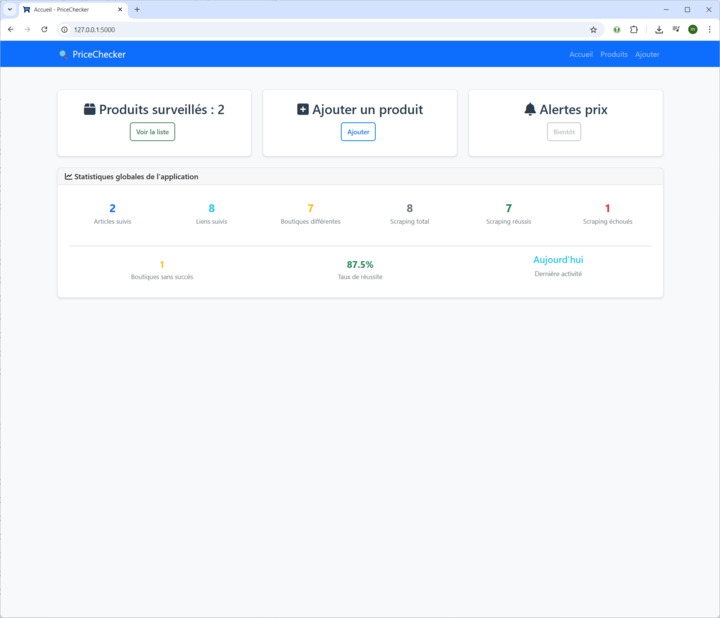 Accueil - PriceChecker
127.0.0.1:5000
PriceChecker
Accueil Produits Ajouter
Produits surveillés : 2
Voir la liste
Ajouter un produit
Ajouter
Alertes prix
Bientôt
Statistiques globales de l'application
2
Articles suivis
8
Liens suivis
7
Boutiques différentes
8
Scraping total
7
Scraping réussis
1
Scraping échoués
1
Boutiques sans succès
87.5%
Taux de réussite
Aujourd'hui
Dernière activité